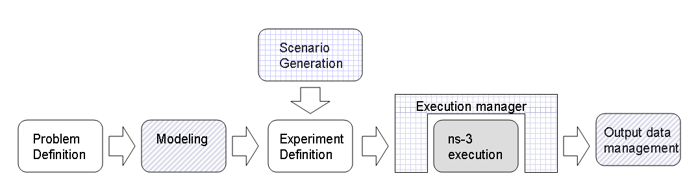 Scenario
Generation
Problem
Definition
Modeling
Experiment
Definition
Execution manager
ns-3
execution
Output data
management